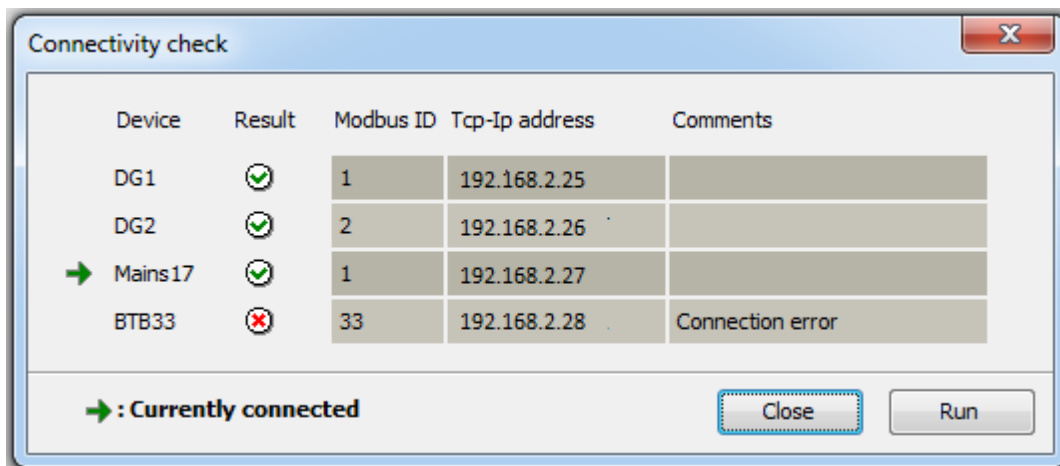 Connectivity check
Device Result Modbus ID Tcp-Ip address Comments
DG1 1 192.168.2.25
DG2 2 192.168.2.26
Mains17 1 192.168.2.27
BTB33 33 192.168.2.28 Connection error
: Currently connected
Close Run